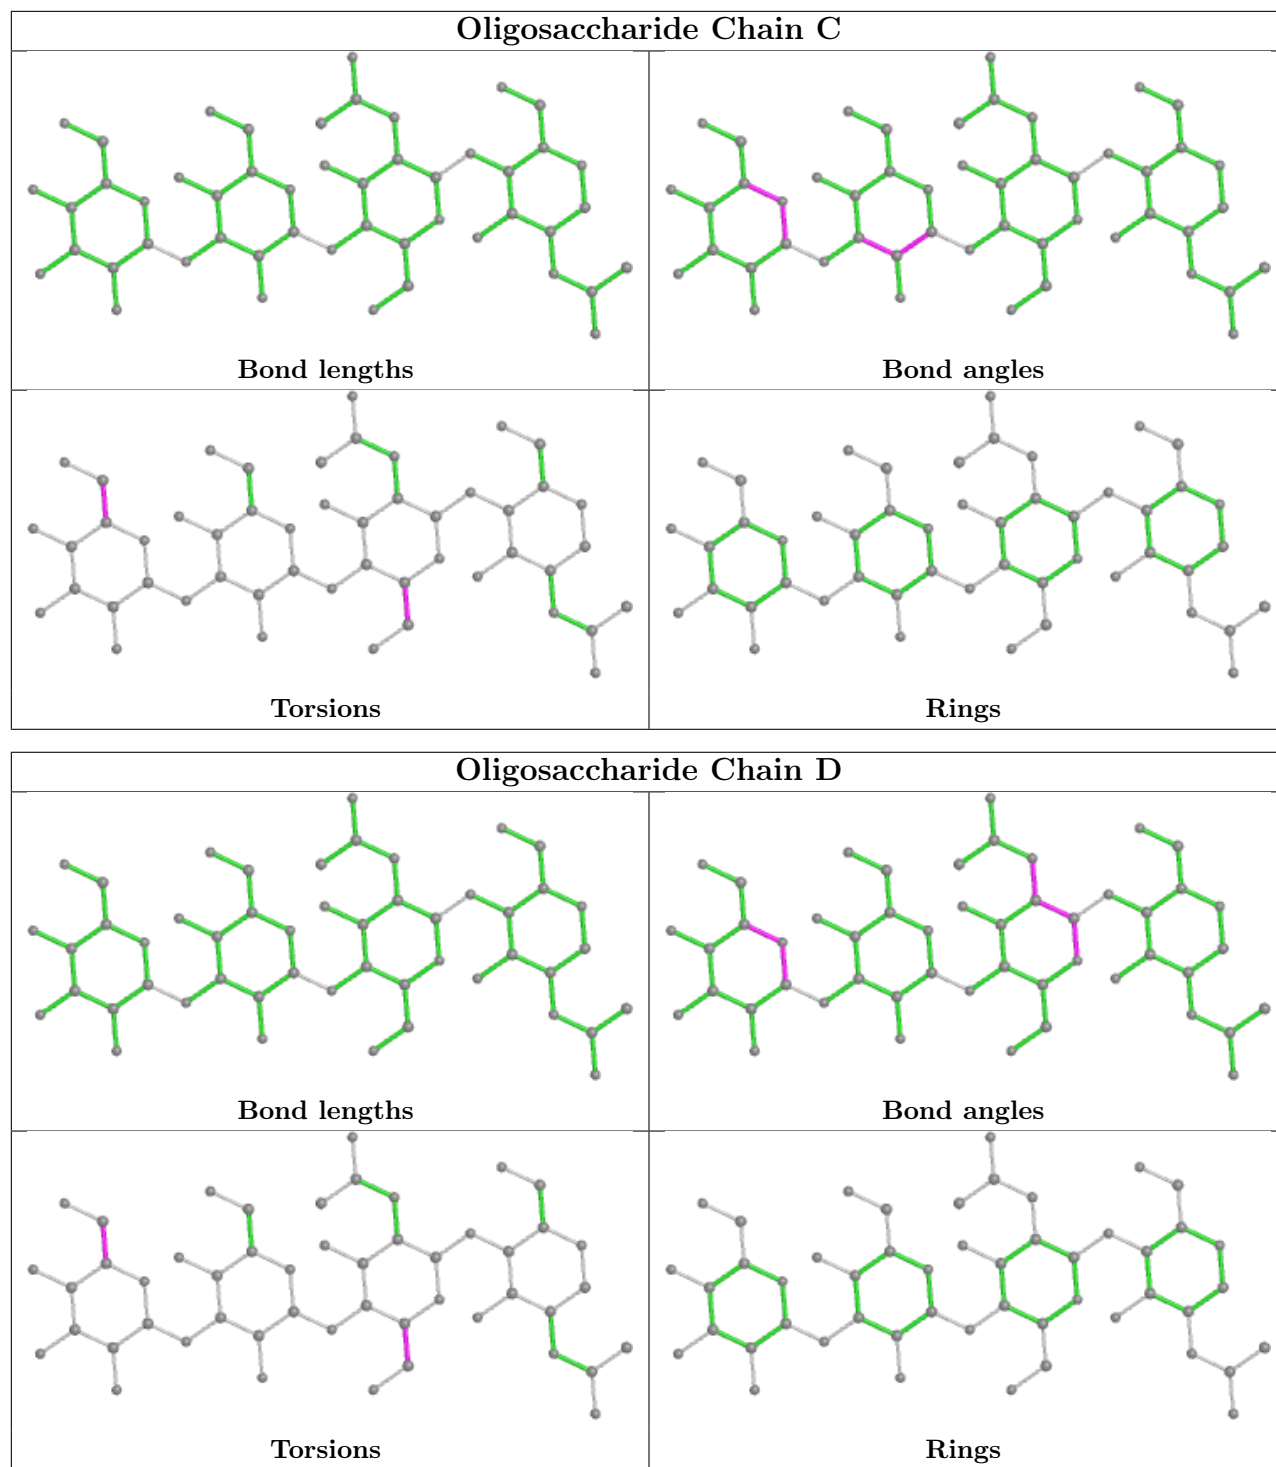 Oligosaccharide Chain C
Bond lengths
Bond angles
Torsions
Rings
Oligosaccharide Chain D
Bond lengths
Bond angles
Torsions
Rings